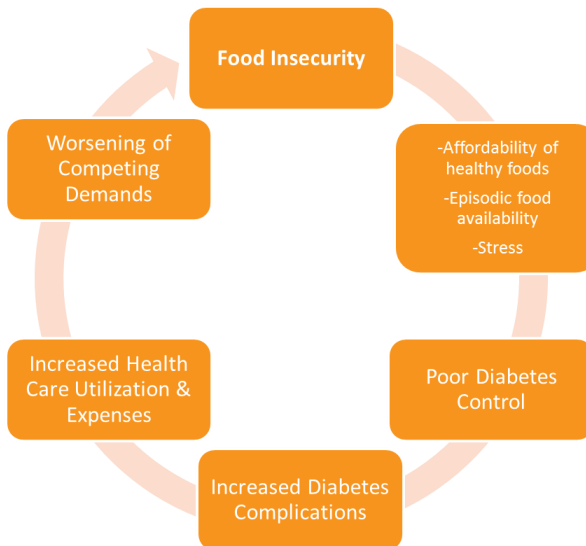 Food Insecurity
-Affordability of
healthy foods
-Episodic food
availability
-Stress
Poor Diabetes
Control
Increased Diabetes
Complications
Increased Health
Care Utilization &
Expenses
Worsening of
Competing
Demands